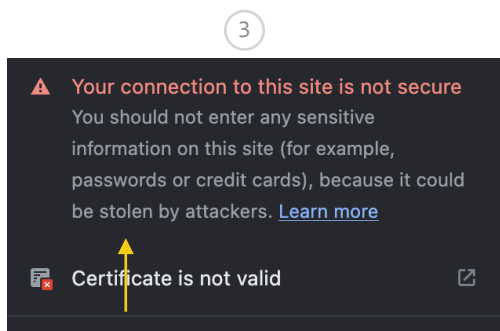 3
Your connection to this site is not secure
You should not enter any sensitive
information on this site (for example,
passwords or credit cards), because it could
be stolen by attackers. Learn more
Certificate is not valid